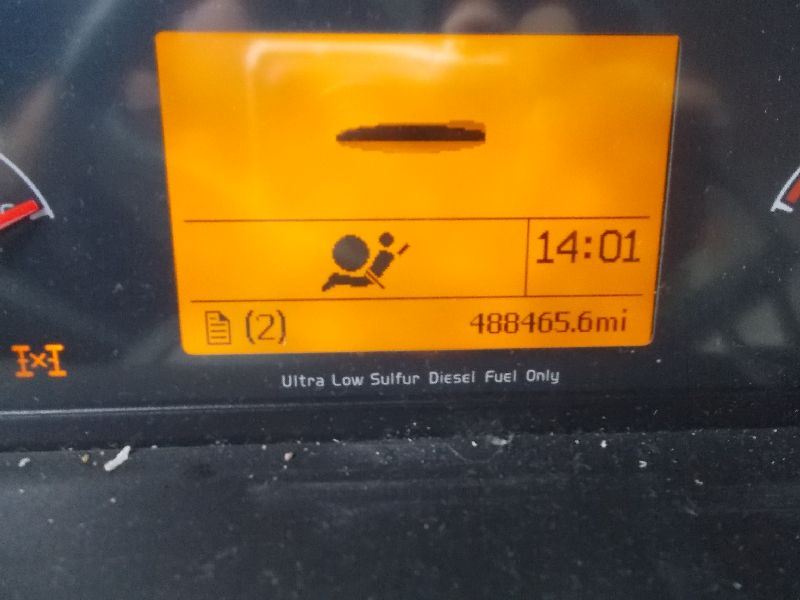 14:01
(2) 488465.6mi
Ultra Low Sulfur Diesel Fuel Only